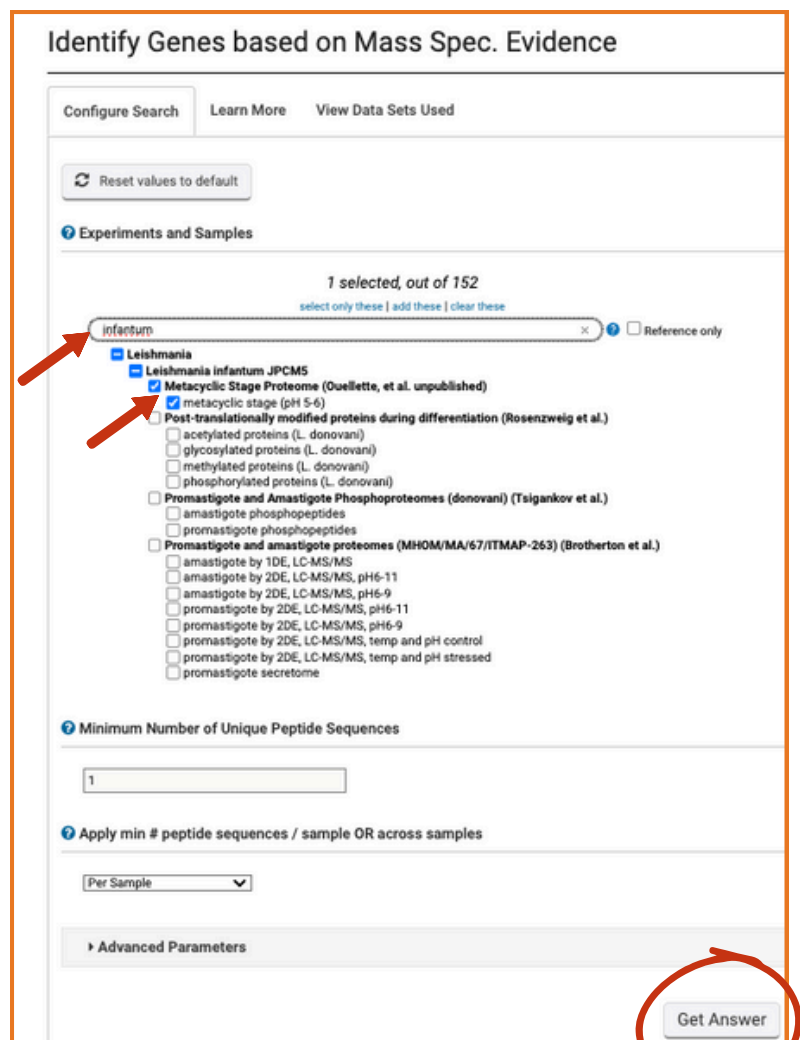 Identify Genes based on Mass Spec. Evidence
Configure Search Learn More View Data Sets Used
Reset values to default
Experiments and Samples
1 selected, out of 152
select only these | add these | clear these
infantum × Reference only
Leishmania
Leishmania infantum JPCM5
Metacyclic Stage Proteome (Ouellette, et al. unpublished)
metacyclic stage (pH 5-6)
Post-translationally modified proteins during differentiation (Rosenzweig et al.)
acetylated proteins (L. donovani)
glycosylated proteins (L. donovani)
methylated proteins (L. donovani)
phosphorylated proteins (L. donovani)
Promastigote and Amastigote Phosphoproteomes (donovani) (Tsigankov et al.)
amastigote phosphopeptides
promastigote phosphopeptides
Promastigote and amastigote proteomes (MHOM/MA/67/ITMAP-263) (Brotherton et al.)
amastigote by 1DE, LC-MS/MS
amastigote by 2DE, LC-MS/MS, pH6-11
amastigote by 2DE, LC-MS/MS, pH6-9
promastigote by 2DE, LC-MS/MS, pH6-11
promastigote by 2DE, LC-MS/MS, pH6-9
promastigote by 2DE, LC-MS/MS, temp and pH control
promastigote by 2DE, LC-MS/MS, temp and pH stressed
promastigote secretome
Minimum Number of Unique Peptide Sequences
1
Apply min # peptide sequences / sample OR across samples
Per Sample
Advanced Parameters
Get Answer